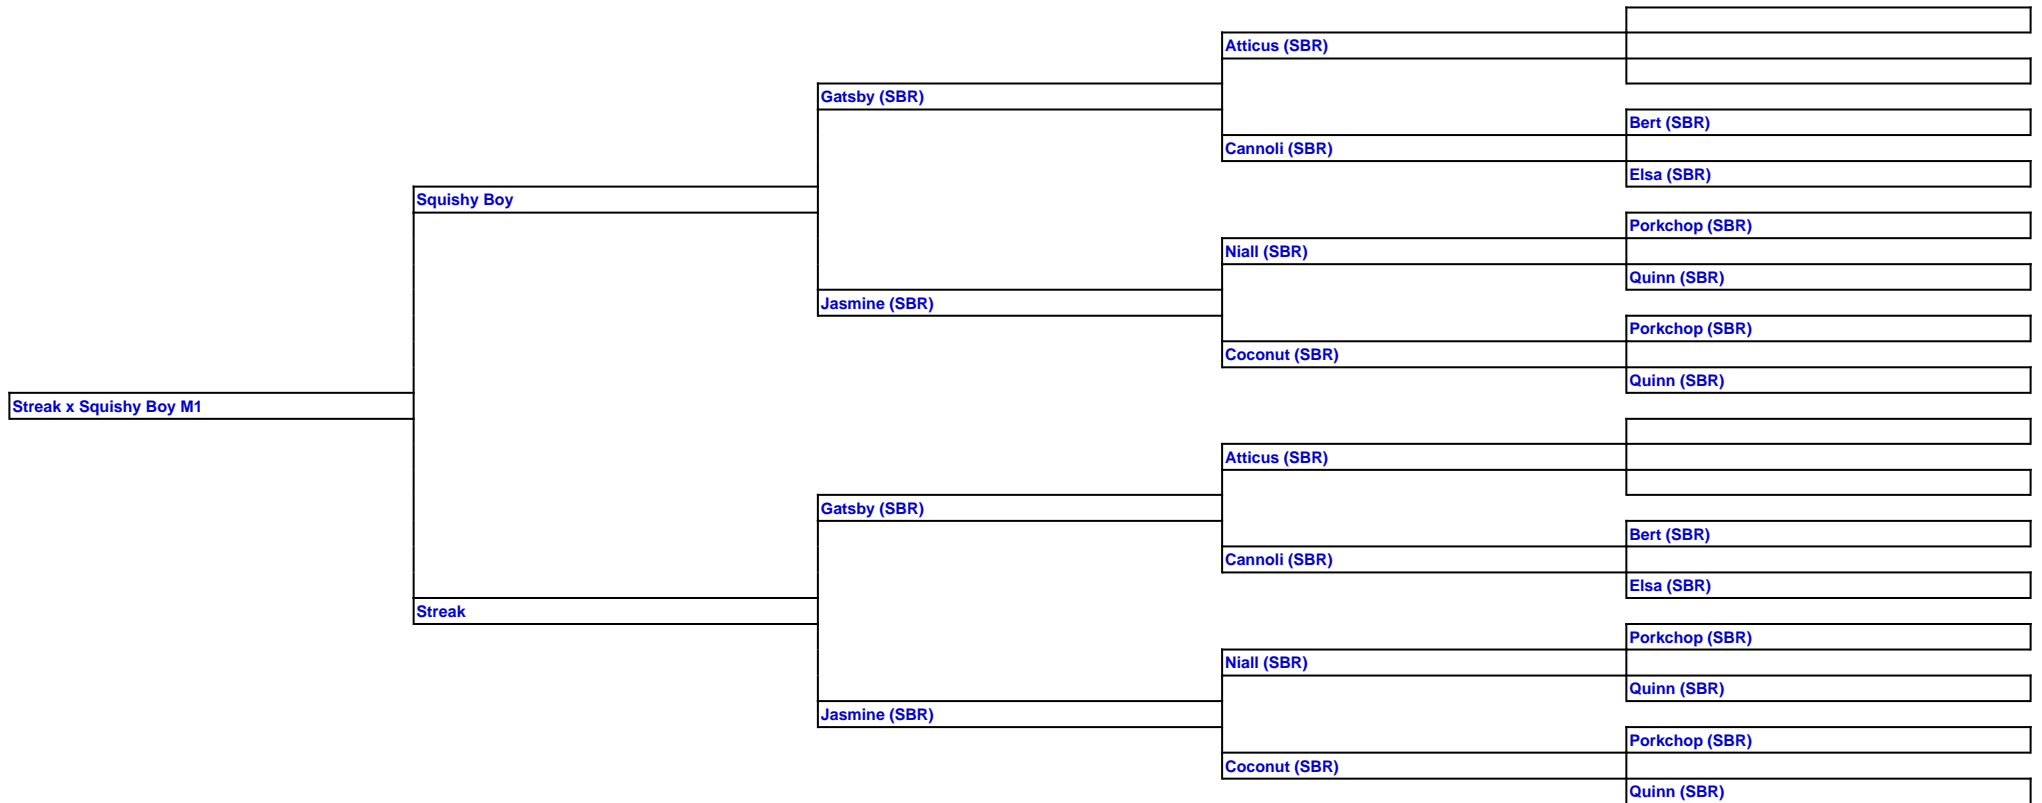 Atticus (SBR)
Gatsby (SBR)
Bert (SBR)
Cannoli (SBR)
Elsa (SBR)
Squishy Boy
Porkchop (SBR)
Niall (SBR)
Quinn (SBR)
Jasmine (SBR)
Porkchop (SBR)
Coconut (SBR)
Quinn (SBR)
Streak x Squishy Boy M1
Atticus (SBR)
Gatsby (SBR)
Bert (SBR)
Cannoli (SBR)
Elsa (SBR)
Streak
Porkchop (SBR)
Niall (SBR)
Quinn (SBR)
Jasmine (SBR)
Porkchop (SBR)
Coconut (SBR)
Quinn (SBR)